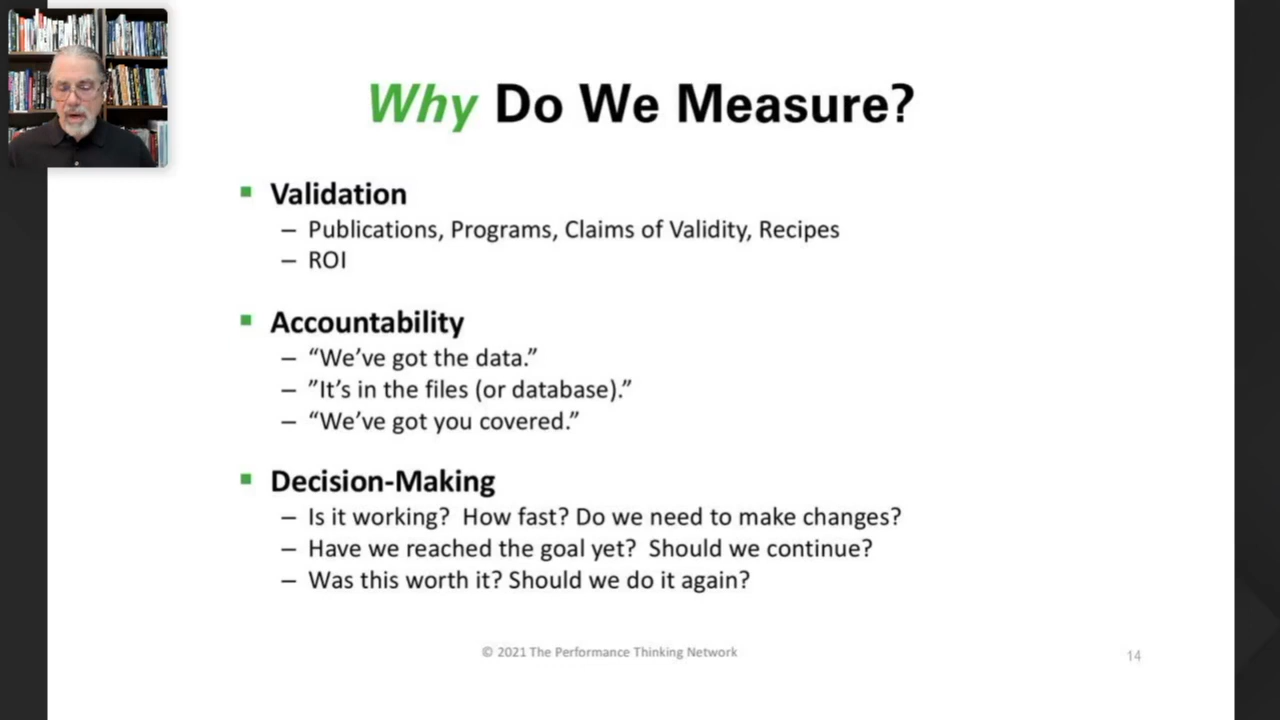 Why Do We Measure?
Validation
– Publications, Programs, Claims of Validity, Recipes
– ROI
Accountability
– “We’ve got the data.”
– ”It’s in the files (or database).”
– “We’ve got you covered.”
Decision-Making
– Is it working?  How fast? Do we need to make changes?
– Have we reached the goal yet?  Should we continue?
– Was this worth it? Should we do it again?
© 2021 The Performance Thinking Network
14